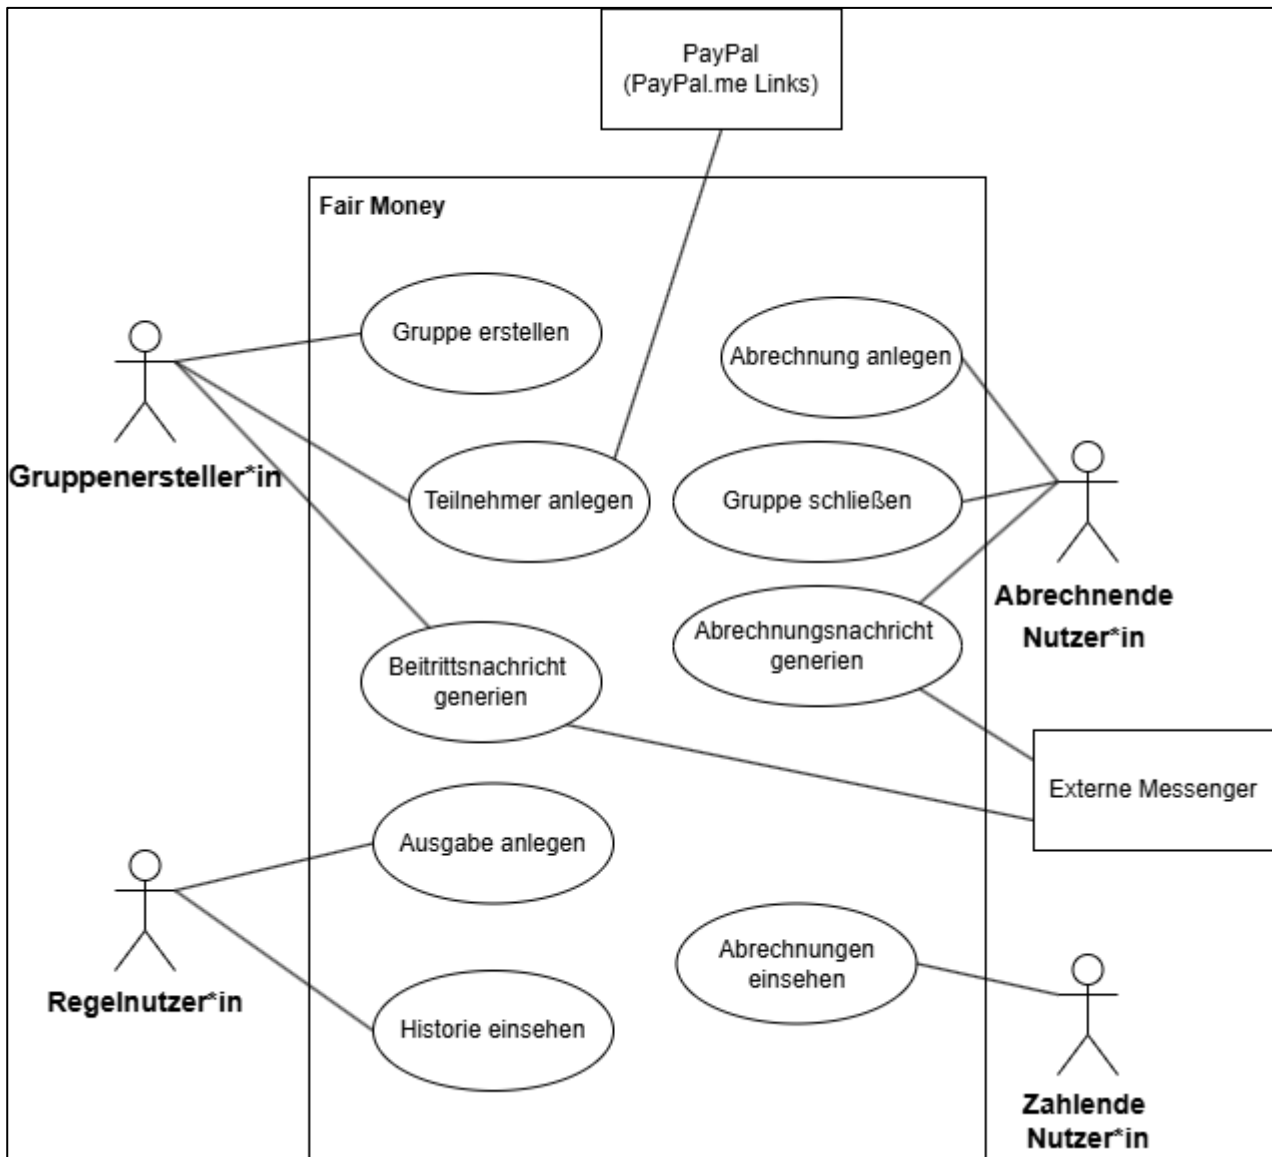 PayPal
(PayPal.me Links)
Fair Money
Gruppe erstellen
Abrechnung anlegen
Gruppenersteller*in
Teilnehmer anlegen
Gruppe schließen
Abrechnende
Nutzer*in
Abrechnungsnachricht
generien
Beitrittsnachricht
generien
Externe Messenger
Ausgabe anlegen
Regelnutzer*in
Abrechnungen
einsehen
Historie einsehen
Zahlende
Nutzer*in